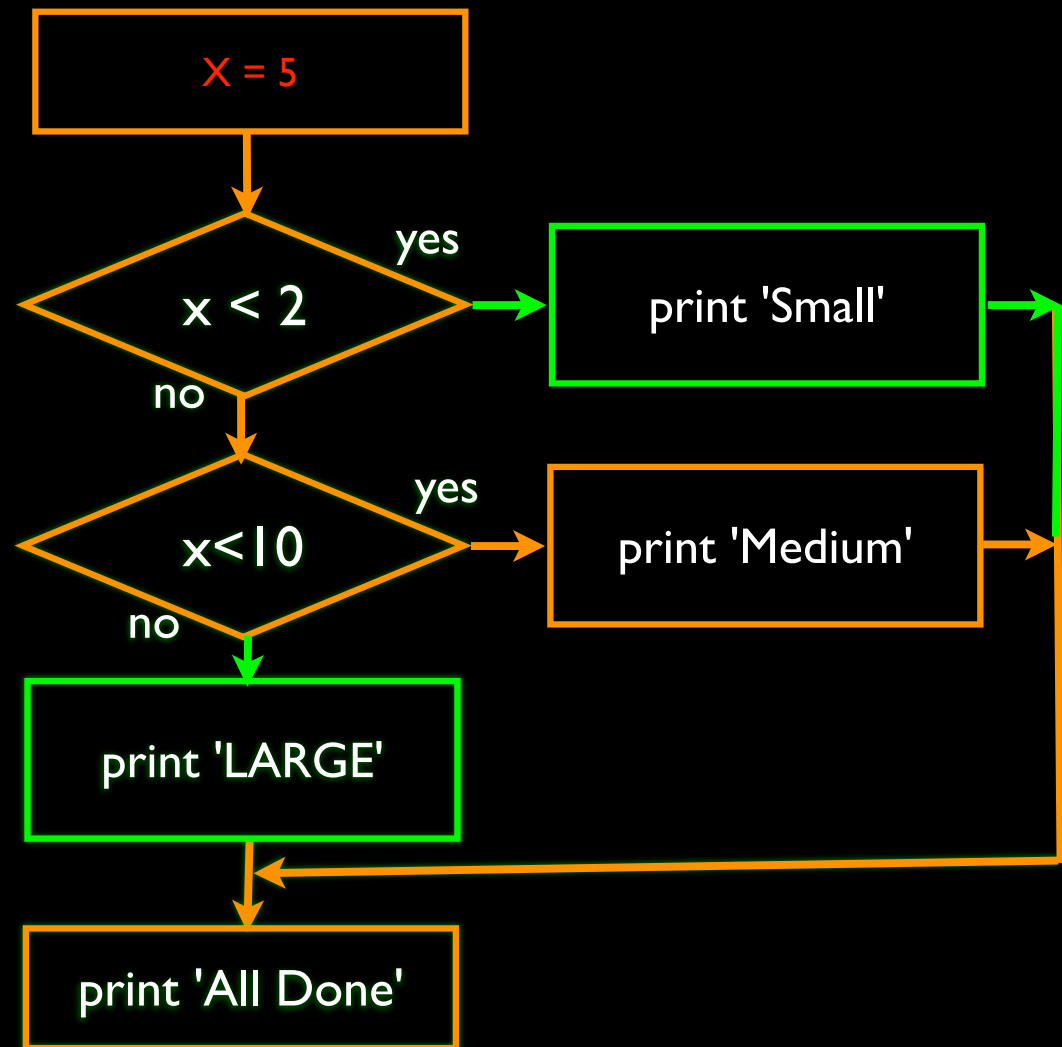 X = 5
yes
x < 2
print 'Small'
no
yes
x<10
print 'Medium'
no
print 'LARGE'
print 'All Done'